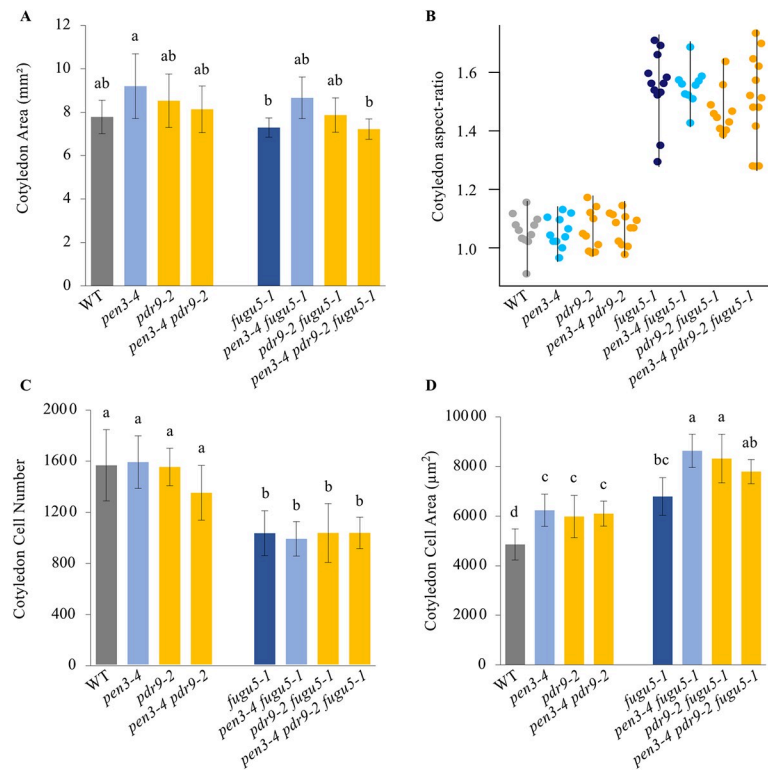 A
Cotyledon Area (mm²)
12
10
8
6
4
2
0
ab
a
ab
ab
b
ab
ab
b
WT
pen3-4
pdr9-2
pen3-4 pdr9-2
fugu5-1
pen3-4 fugu5-1
pdr9-2 fugu5-1
pen3-4 pdr9-2 fugu5-1
B
Cotyledon aspect-ratio
1.6
1.4
1.2
1.0
WT
pen3-4
pdr9-2
pen3-4 pdr9-2
fugu5-1
pen3-4 fugu5-1
pdr9-2 fugu5-1
pen3-4 pdr9-2 fugu5-1
C
Cotyledon Cell Number
2000
1600
1200
800
400
0
a
a
a
a
b
b
b
b
WT
pen3-4
pdr9-2
pen3-4 pdr9-2
fugu5-1
pen3-4 fugu5-1
pdr9-2 fugu5-1
pen3-4 pdr9-2 fugu5-1
D
Cotyledon Cell Area (µm²)
10000
8000
6000
4000
2000
0
d
c
c
c
bc
a
a
ab
WT
pen3-4
pdr9-2
pen3-4 pdr9-2
fugu5-1
pen3-4 fugu5-1
pdr9-2 fugu5-1
pen3-4 pdr9-2 fugu5-1